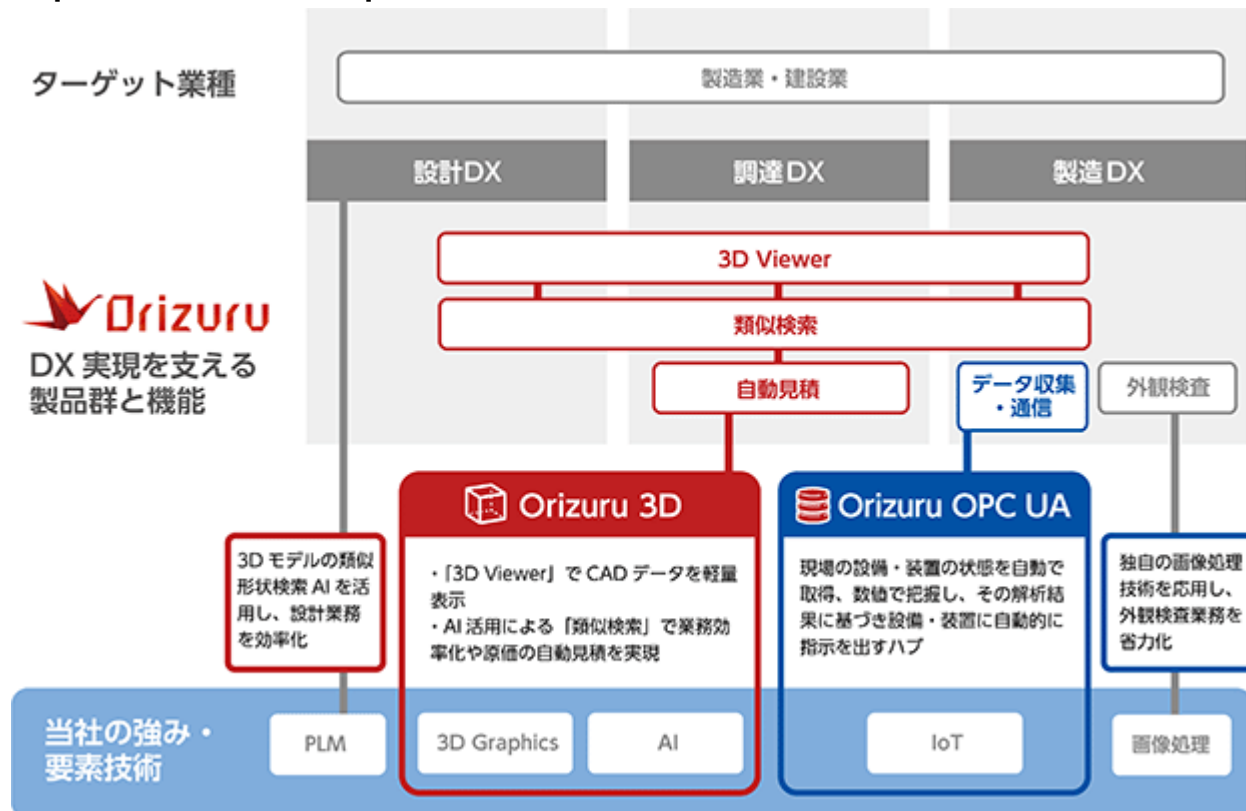 ターゲット業種
製造業・建設業
設計DX
調達DX
製造DX
3D Viewer
類似検索
Orizuru
DX 実現を支える
製品群と機能
自動見積
データ収集
・通信
外観検査
3D モデルの類似
形状検索 AI を活
用し、設計業務
を効率化
Orizuru 3D
・「3D Viewer」で CAD データを軽量
表示
・AI 活用による「類似検索」で業務効
率化や原価の自動見積を実現
Orizuru OPC UA
現場の設備・装置の状態を自動で
取得、数値で把握し、その解析結
果に基づき設備・装置に自動的に
指示を出すハブ
独自の画像処理
技術を応用し、
外観検査業務を
省力化
当社の強み・
要素技術
PLM
3D Graphics
AI
IoT
画像処理